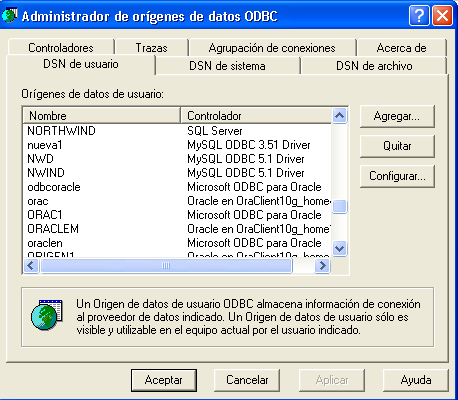 Administrador de orígenes de datos ODBC
Controladores Trazas Agrupación de conexiones Acerca de
DSN de usuario DSN de sistema DSN de archivo
Orígenes de datos de usuario:
Nombre Controlador
NORTHWIND SQL Server
nueva1 MySQL ODBC 3.51 Driver
NWD MySQL ODBC 5.1 Driver
NWIND MySQL ODBC 5.1 Driver
odbcoracle Microsoft ODBC para Oracle
orac Oracle en OraClient10g_home
ORAC1 Microsoft ODBC para Oracle
ORACLEM Oracle en OraClient10g_home
oraclen Microsoft ODBC para Oracle
ORIGEN1 Oracle en OraClient10g_home
Agregar...
Quitar
Configurar...
Un Origen de datos de usuario ODBC almacena información de conexión
al proveedor de datos indicado. Un Origen de datos de usuario sólo es
visible y utilizable en el equipo actual por el usuario indicado.
Aceptar Cancelar Aplicar Ayuda